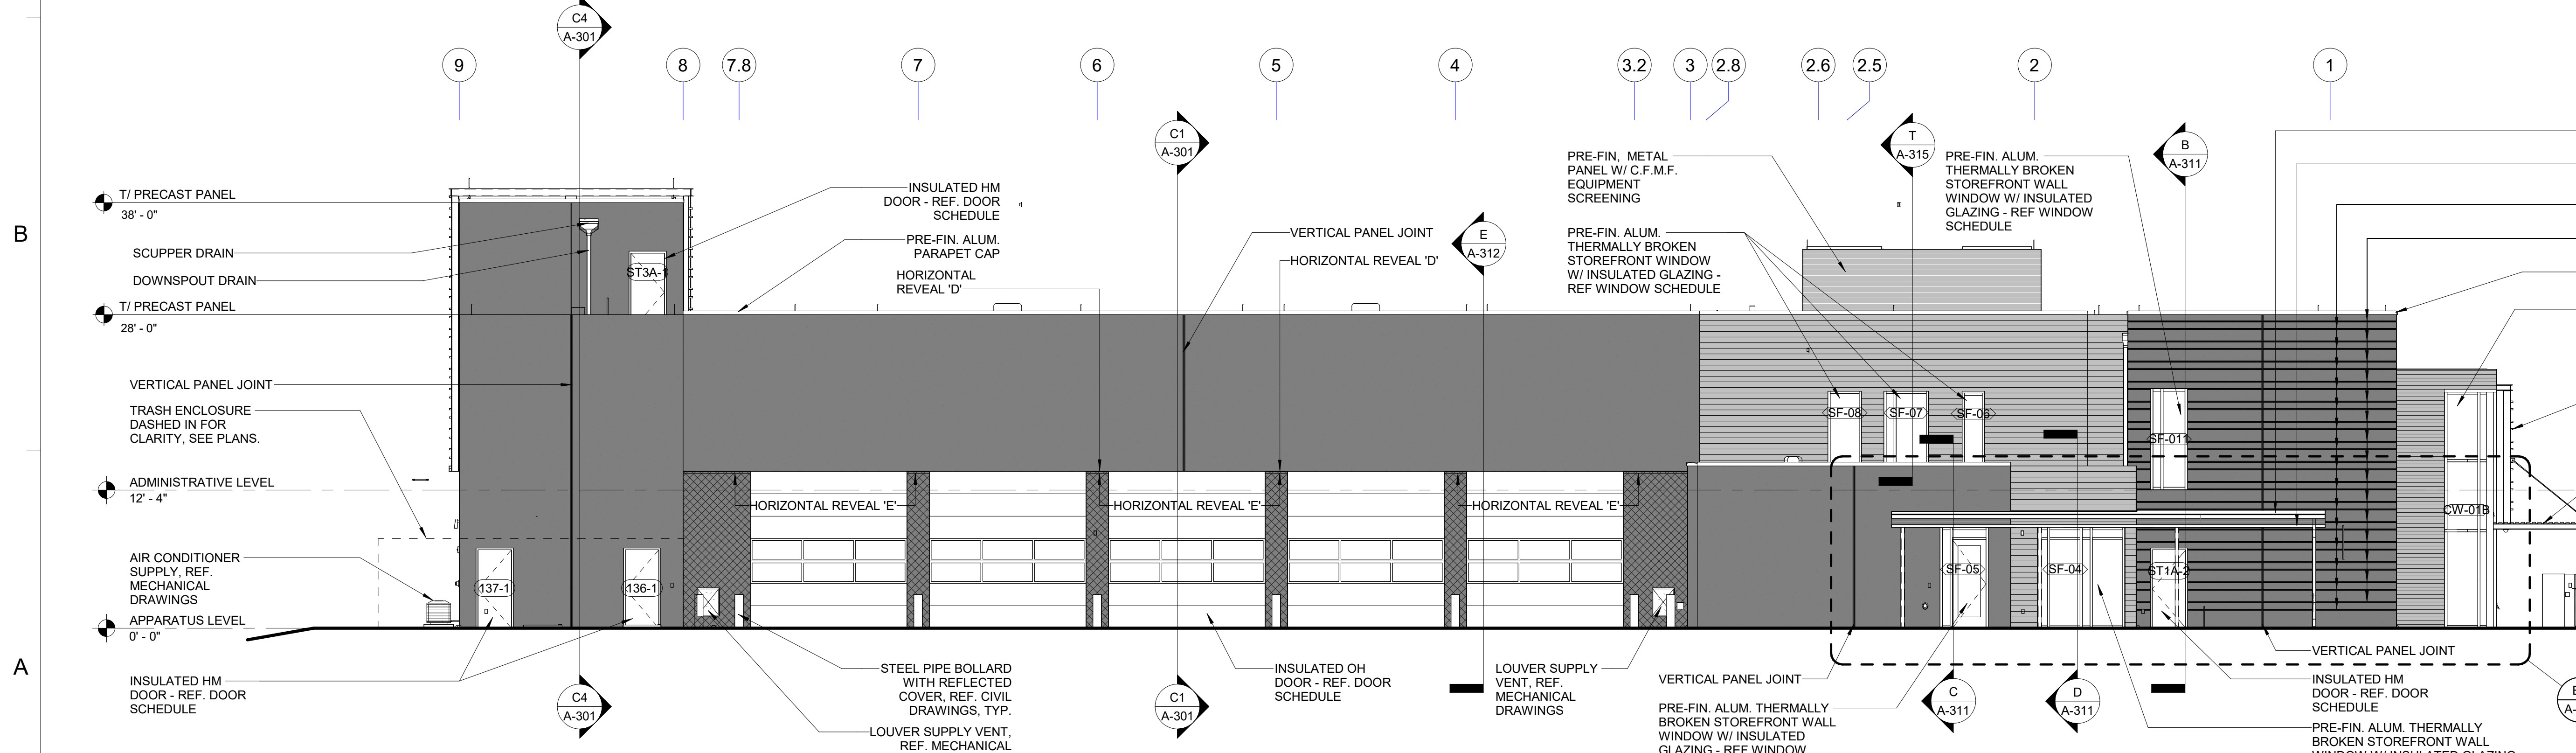 C4
A-301
9
8
7.8
7
6
5
4
3.2
3
2.8
2.6
2.5
2
1
C1
A-301
T
A-315
B
A-311
E
A-312
B
A
T/ PRECAST PANEL
38' - 0"
SCUPPER DRAIN
DOWNSPOUT DRAIN
T/ PRECAST PANEL
28' - 0"
VERTICAL PANEL JOINT
TRASH ENCLOSURE
DASHED IN FOR
CLARITY, SEE PLANS.
ADMINISTRATIVE LEVEL
12' - 4"
AIR CONDITIONER
SUPPLY, REF.
MECHANICAL
DRAWINGS
APPARATUS LEVEL
0' - 0"
INSULATED HM
DOOR - REF. DOOR
SCHEDULE
INSULATED HM
DOOR - REF. DOOR
SCHEDULE
PRE-FIN. ALUM.
PARAPET CAP
HORIZONTAL
REVEAL 'D'
VERTICAL PANEL JOINT
HORIZONTAL REVEAL 'D'
PRE-FIN, METAL
PANEL W/ C.F.M.F.
EQUIPMENT
SCREENING
PRE-FIN. ALUM.
THERMALLY BROKEN
STOREFRONT WINDOW
W/ INSULATED GLAZING -
REF WINDOW SCHEDULE
PRE-FIN. ALUM.
THERMALLY BROKEN
STOREFRONT WALL
WINDOW W/ INSULATED
GLAZING - REF WINDOW
SCHEDULE
ST3A-1
SF-08
SF-07
SF-06
SF-011
HORIZONTAL REVEAL 'E'
HORIZONTAL REVEAL 'E'
HORIZONTAL REVEAL 'E'
CW-01B
137-1
136-1
SF-05
SF-04
ST1A-2
STEEL PIPE BOLLARD
WITH REFLECTED
COVER, REF. CIVIL
DRAWINGS, TYP.
LOUVER SUPPLY VENT,
REF. MECHANICAL
INSULATED OH
DOOR - REF. DOOR
SCHEDULE
LOUVER SUPPLY
VENT, REF.
MECHANICAL
DRAWINGS
VERTICAL PANEL JOINT
PRE-FIN. ALUM. THERMALLY
BROKEN STOREFRONT WALL
WINDOW W/ INSULATED
GLAZING - REF WINDOW
VERTICAL PANEL JOINT
INSULATED HM
DOOR - REF. DOOR
SCHEDULE
PRE-FIN. ALUM. THERMALLY
BROKEN STOREFRONT WALL
WINDOW W/ INSULATED GLAZING
C4
A-301
C1
A-301
C
A-311
D
A-311